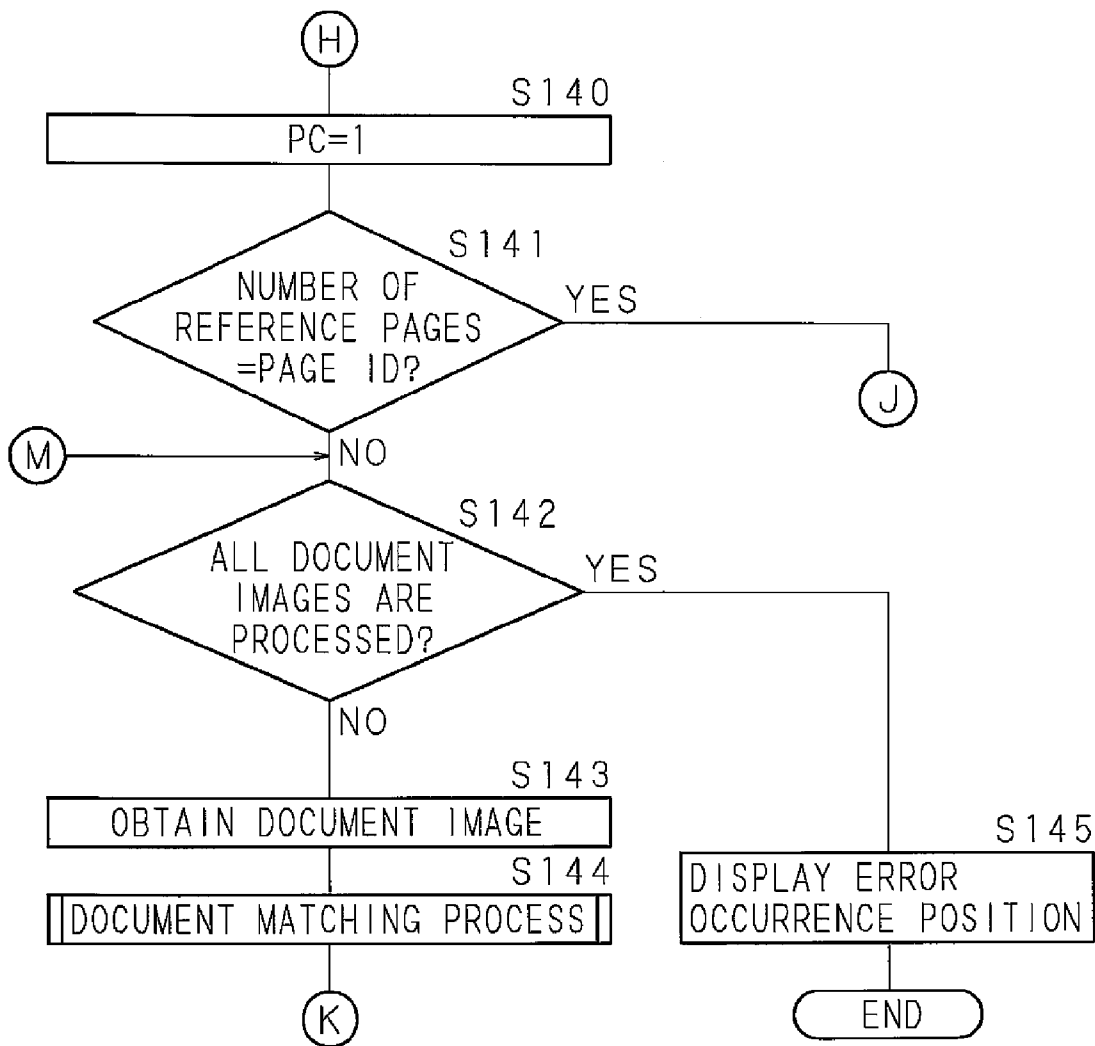 H
S140
PC=1
S141
NUMBER OF
REFERENCE PAGES
=PAGE ID?
YES
J
M
NO
S142
ALL DOCUMENT
IMAGES ARE
PROCESSED?
YES
NO
S143
OBTAIN DOCUMENT IMAGE
S144
DOCUMENT MATCHING PROCESS
K
S145
DISPLAY ERROR
OCCURRENCE POSITION
END